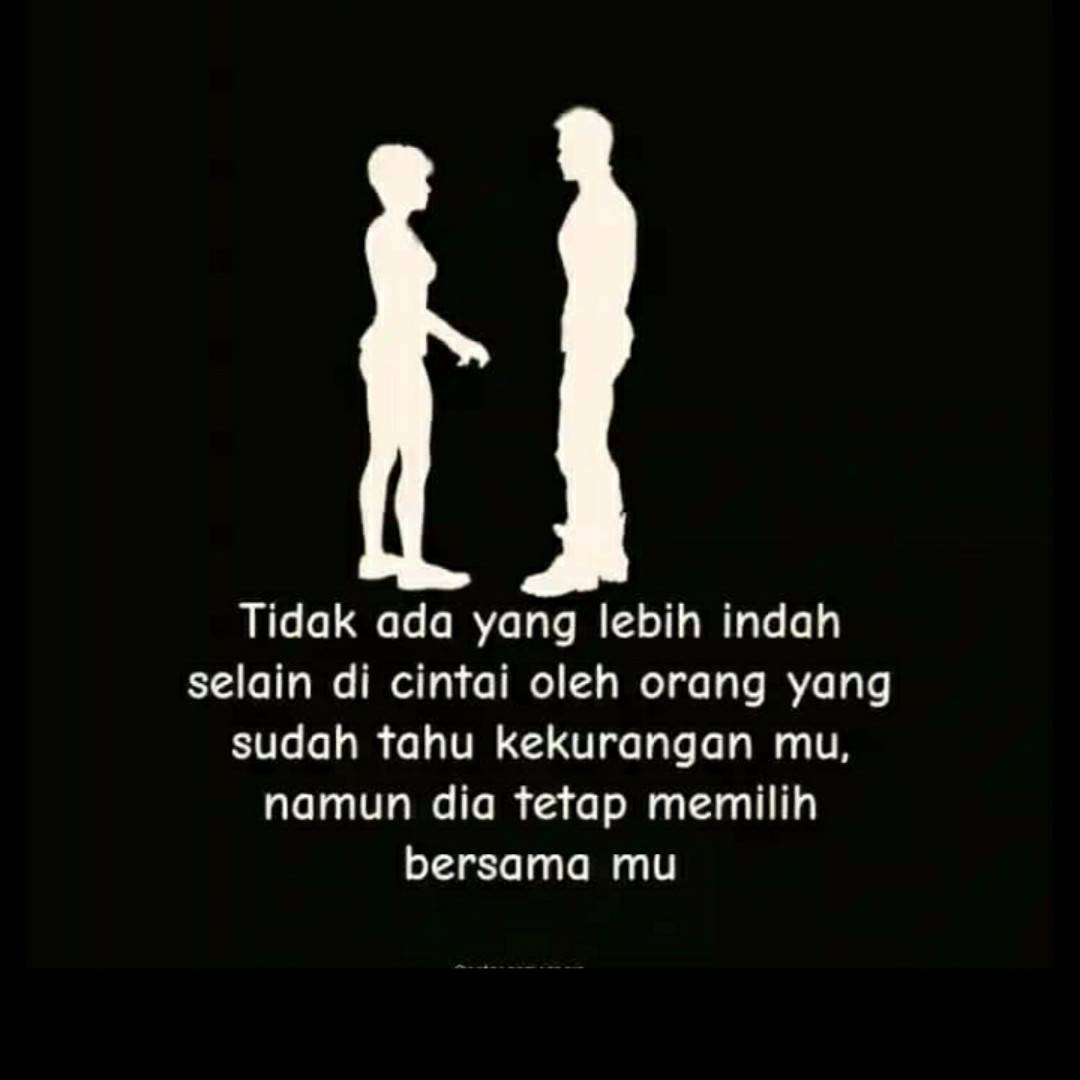 Tidak ada yang lebih indah
selain di cintai oleh orang yang
sudah tahu kekurangan mu,
namun dia tetap memilih
bersama mu